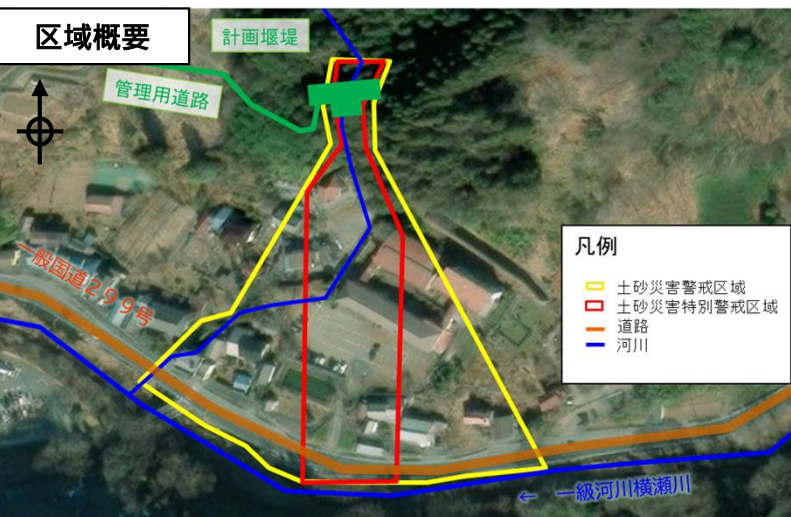 区域概要
計画堰堤
管理用道路
一般国道299号
凡例
土砂災害警戒区域
土砂災害特別警戒区域
道路
河川
← 一級河川横瀬川